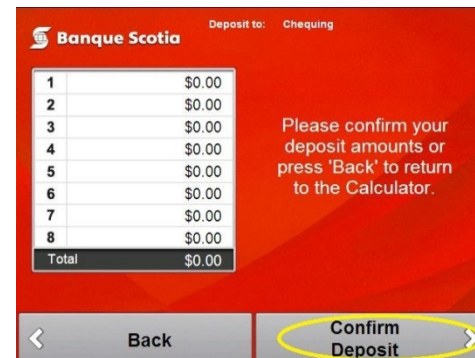 Deposit to: Chequing
Banque Scotia
1 $0.00
2 $0.00
3 $0.00
4 $0.00
5 $0.00
6 $0.00
7 $0.00
8 $0.00
Total $0.00
Please confirm your
deposit amounts or
press 'Back' to return
to the Calculator.
Back
Confirm
Deposit